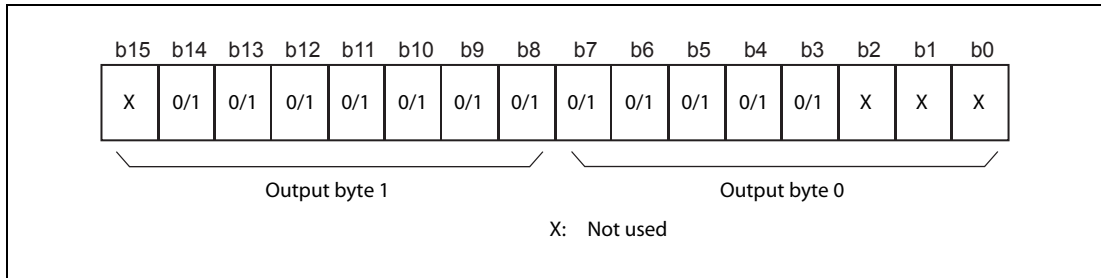 b15 b14 b13 b12 b11 b10 b9 b8 b7 b6 b5 b4 b3 b2 b1 b0
X 0/1 0/1 0/1 0/1 0/1 0/1 0/1 0/1 0/1 0/1 0/1 0/1 X X X
Output byte 1 Output byte 0
X: Not used